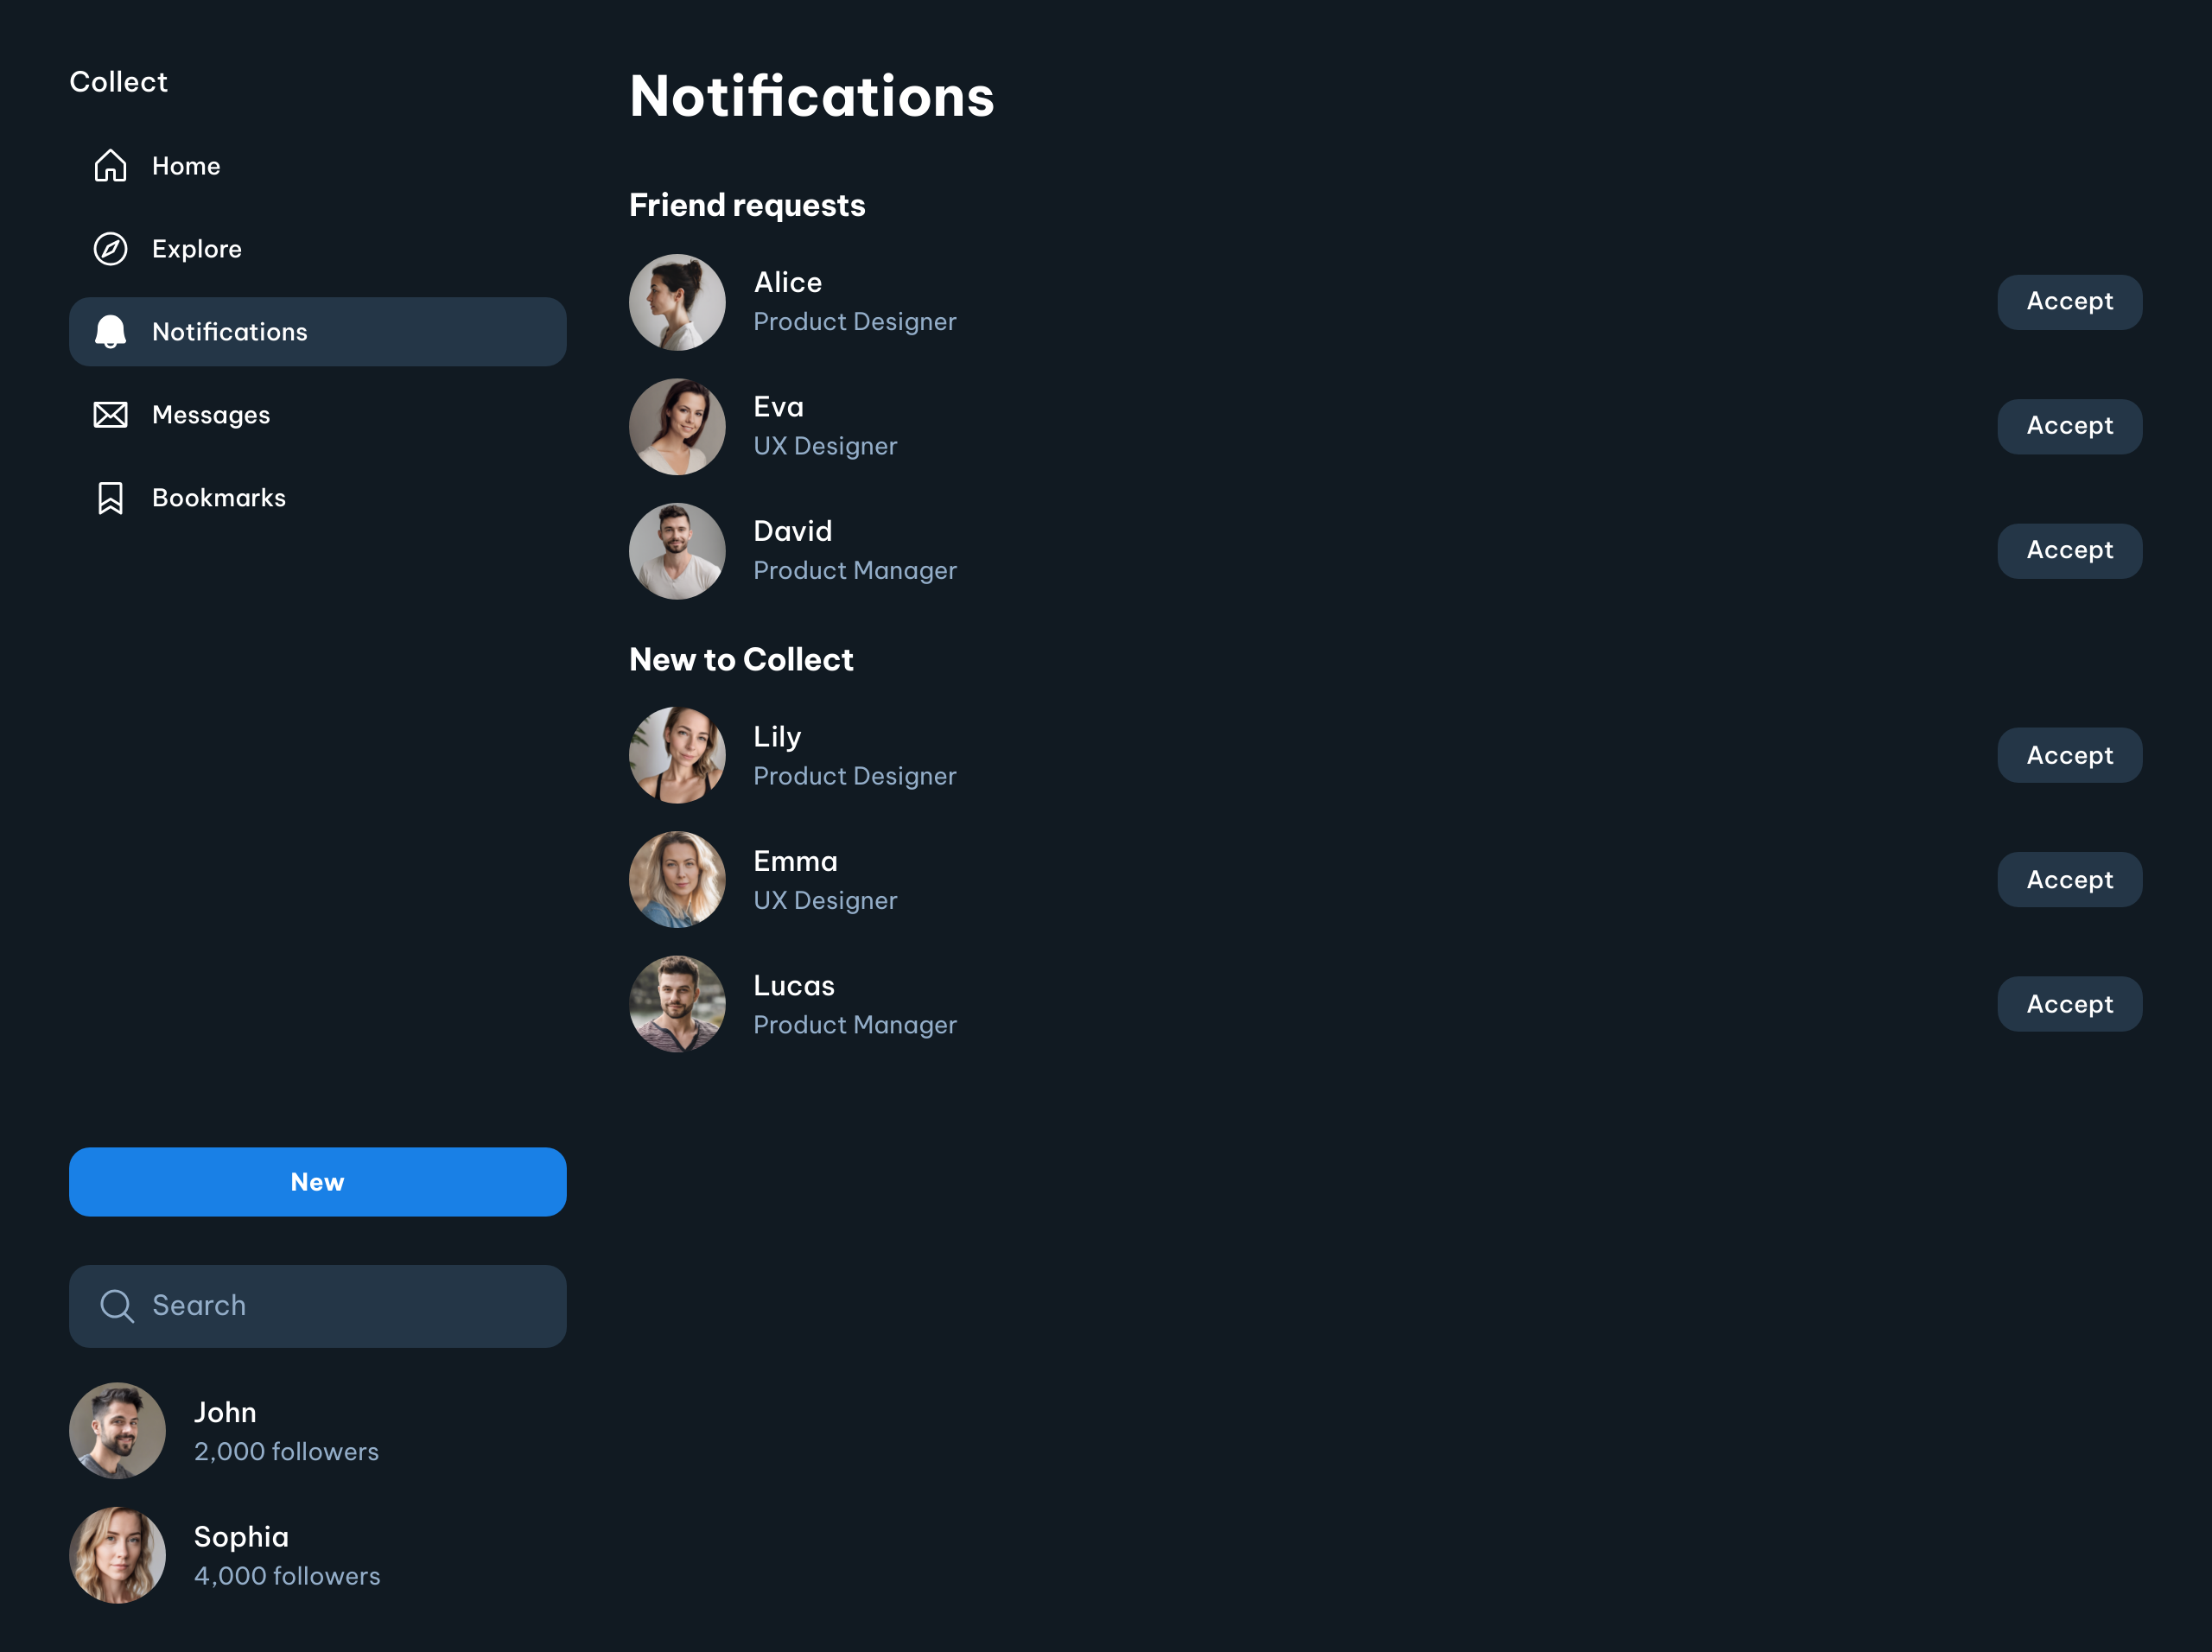 Collect
Home
Explore
Notifications
Messages
Bookmarks
New
Search
John
2,000 followers
Sophia
4,000 followers
Notifications
Friend requests
Alice
Product Designer
Accept
Eva
UX Designer
Accept
David
Product Manager
Accept
New to Collect
Lily
Product Designer
Accept
Emma
UX Designer
Accept
Lucas
Product Manager
Accept